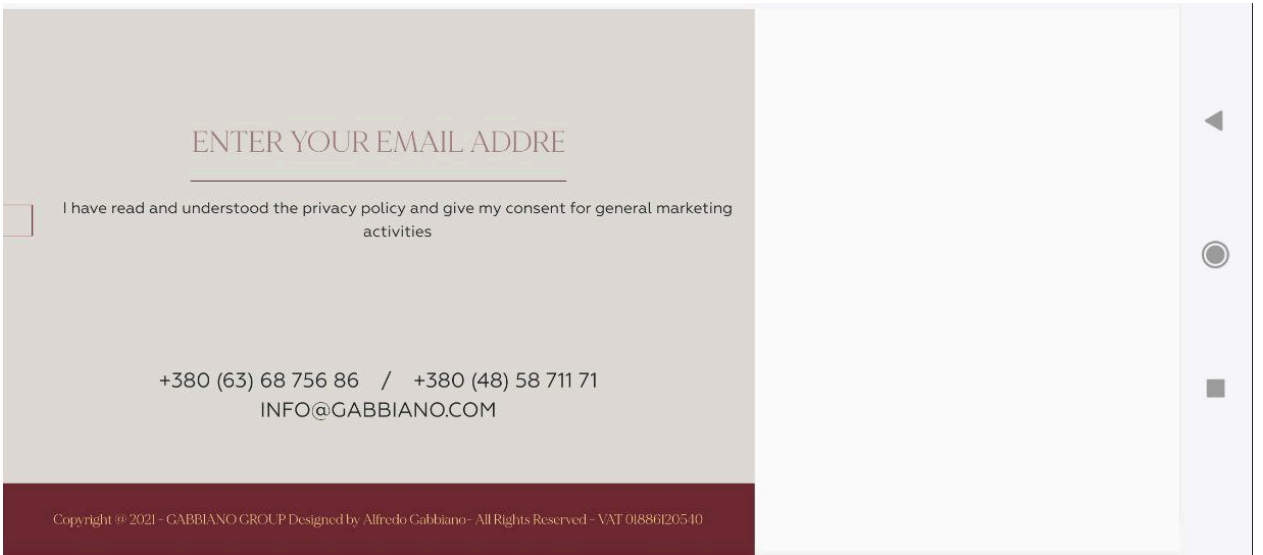 ENTER YOUR EMAIL ADDRE
I have read and understood the privacy policy and give my consent for general marketing
activities
+380 (63) 68 756 86 / +380 (48) 58 711 71
INFO@GABBIANO.COM
Copyright @ 2021 - GABBIANO GROUP Designed by Alfredo Gabbiano- All Rights Reserved - VAT 01886120540